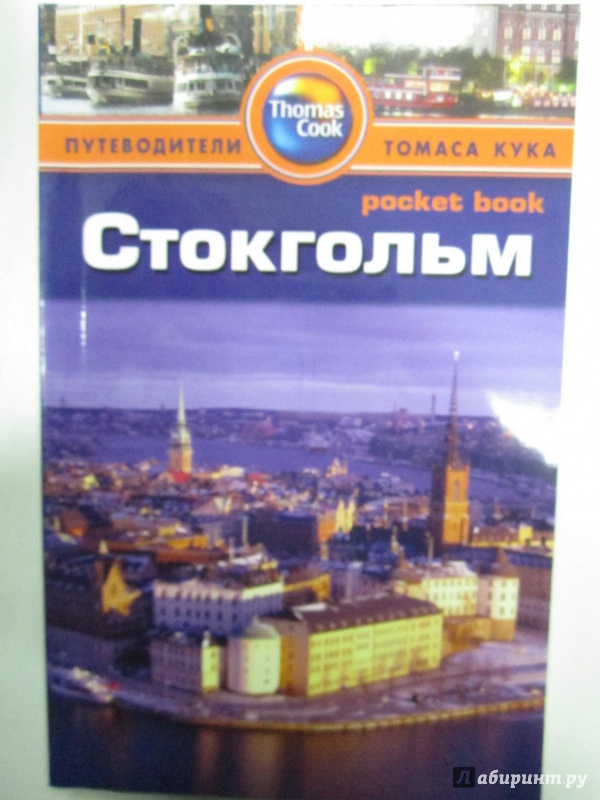 Thomas
Cook
ПУТЕВОДИТЕЛИ ТОМАСА КУКА
pocket book
Стокгольм
лабиринт.ру